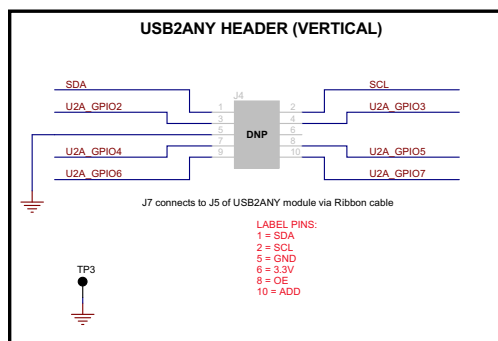 USB2ANY HEADER (VERTICAL)
J4
SDA
SCL
1
2
U2A_GPIO2
U2A_GPIO3
3
4
5
DNP
6
7
8
U2A_GPIO4
U2A_GPIO5
9
10
U2A_GPIO6
U2A_GPIO7
J7 connects to J5 of USB2ANY module via Ribbon cable
LABEL PINS:
1 = SDA
2 = SCL
5 = GND
6 = 3.3V
8 = OE
10 = ADD
TP3